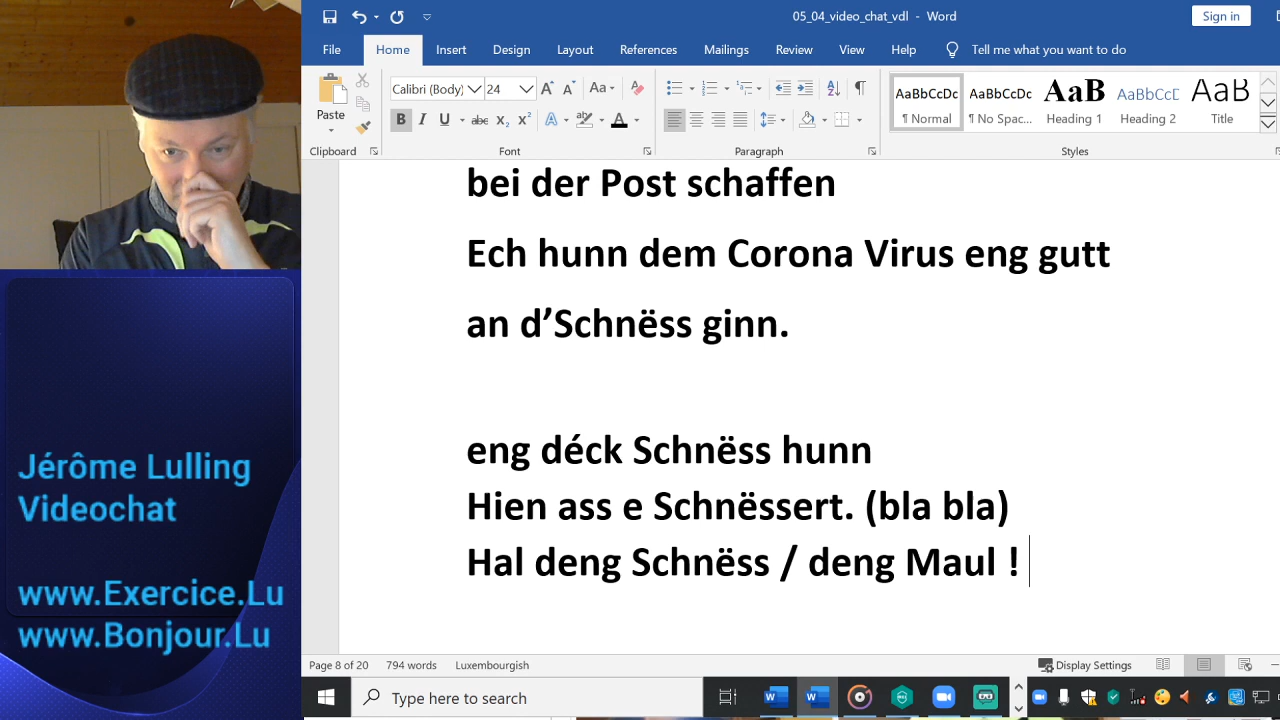 05_04_video_chat_vdl - Word
Sign in
File Home Insert Design Layout References Mailings Review View Help Tell me what you want to do
Paste
Calibri (Body) 24
Clipboard
Font
Paragraph
Styles
AaBbCcDc AaBbCcDc AaB AaBbCcC AaB
¶ Normal ¶ No Spac... Heading 1 Heading 2 Title
bei der Post schaffen
Ech hunn dem Corona Virus eng gutt
an d’Schnëss ginn.
eng déck Schnëss hunn
Hien ass e Schnëssert. (bla bla)
Hal deng Schnëss / deng Maul !
Jérôme Lulling
Videochat
www.Exercice.Lu
www.Bonjour.Lu
Page 8 of 20 794 words Luxembourgish Display Settings
Type here to search